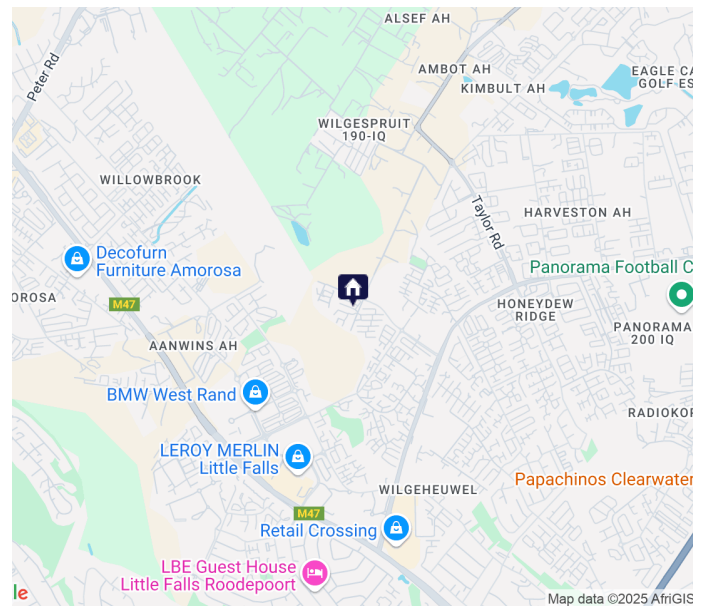 ALSEF AH
Peter Rd
AMBOT AH
EAGLE CA
GOLF ES
KIMBULT AH
WILGESPRUIT
190-IQ
WILLOWBROOK
Taylor Rd
HARVESTON AH
Decofurn
Furniture Amorosa
Panorama Football C
OROSA
M47
HONEYDEW
RIDGE
PANORAMA
200 IQ
AANWINS AH
BMW West Rand
RADIOKOP
LEROY MERLIN
Little Falls
Papachinos Clearwater
WILGEHEUWEL
M47
Retail Crossing
LBE Guest House
Little Falls Roodepoort
le
Map data ©2025 AfriGIS